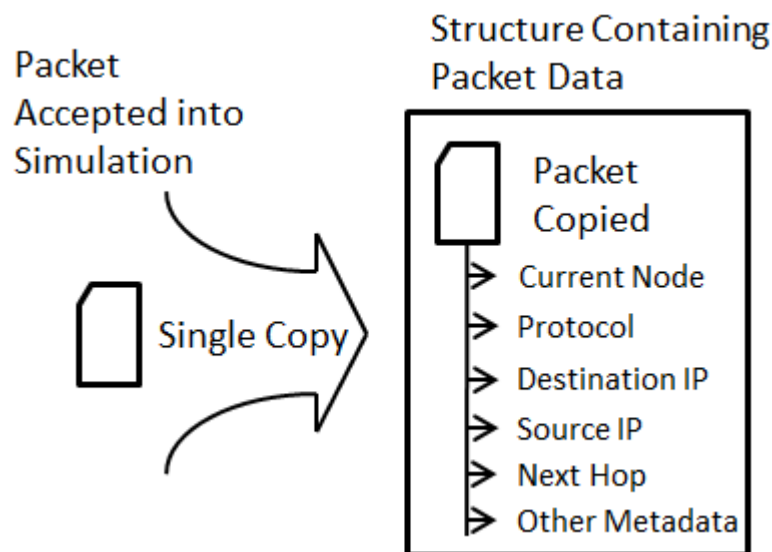 Packet
Accepted into
Simulation
Single Copy
Structure Containing
Packet Data
Packet
Copied
Current Node
Protocol
Destination IP
Source IP
Next Hop
Other Metadata